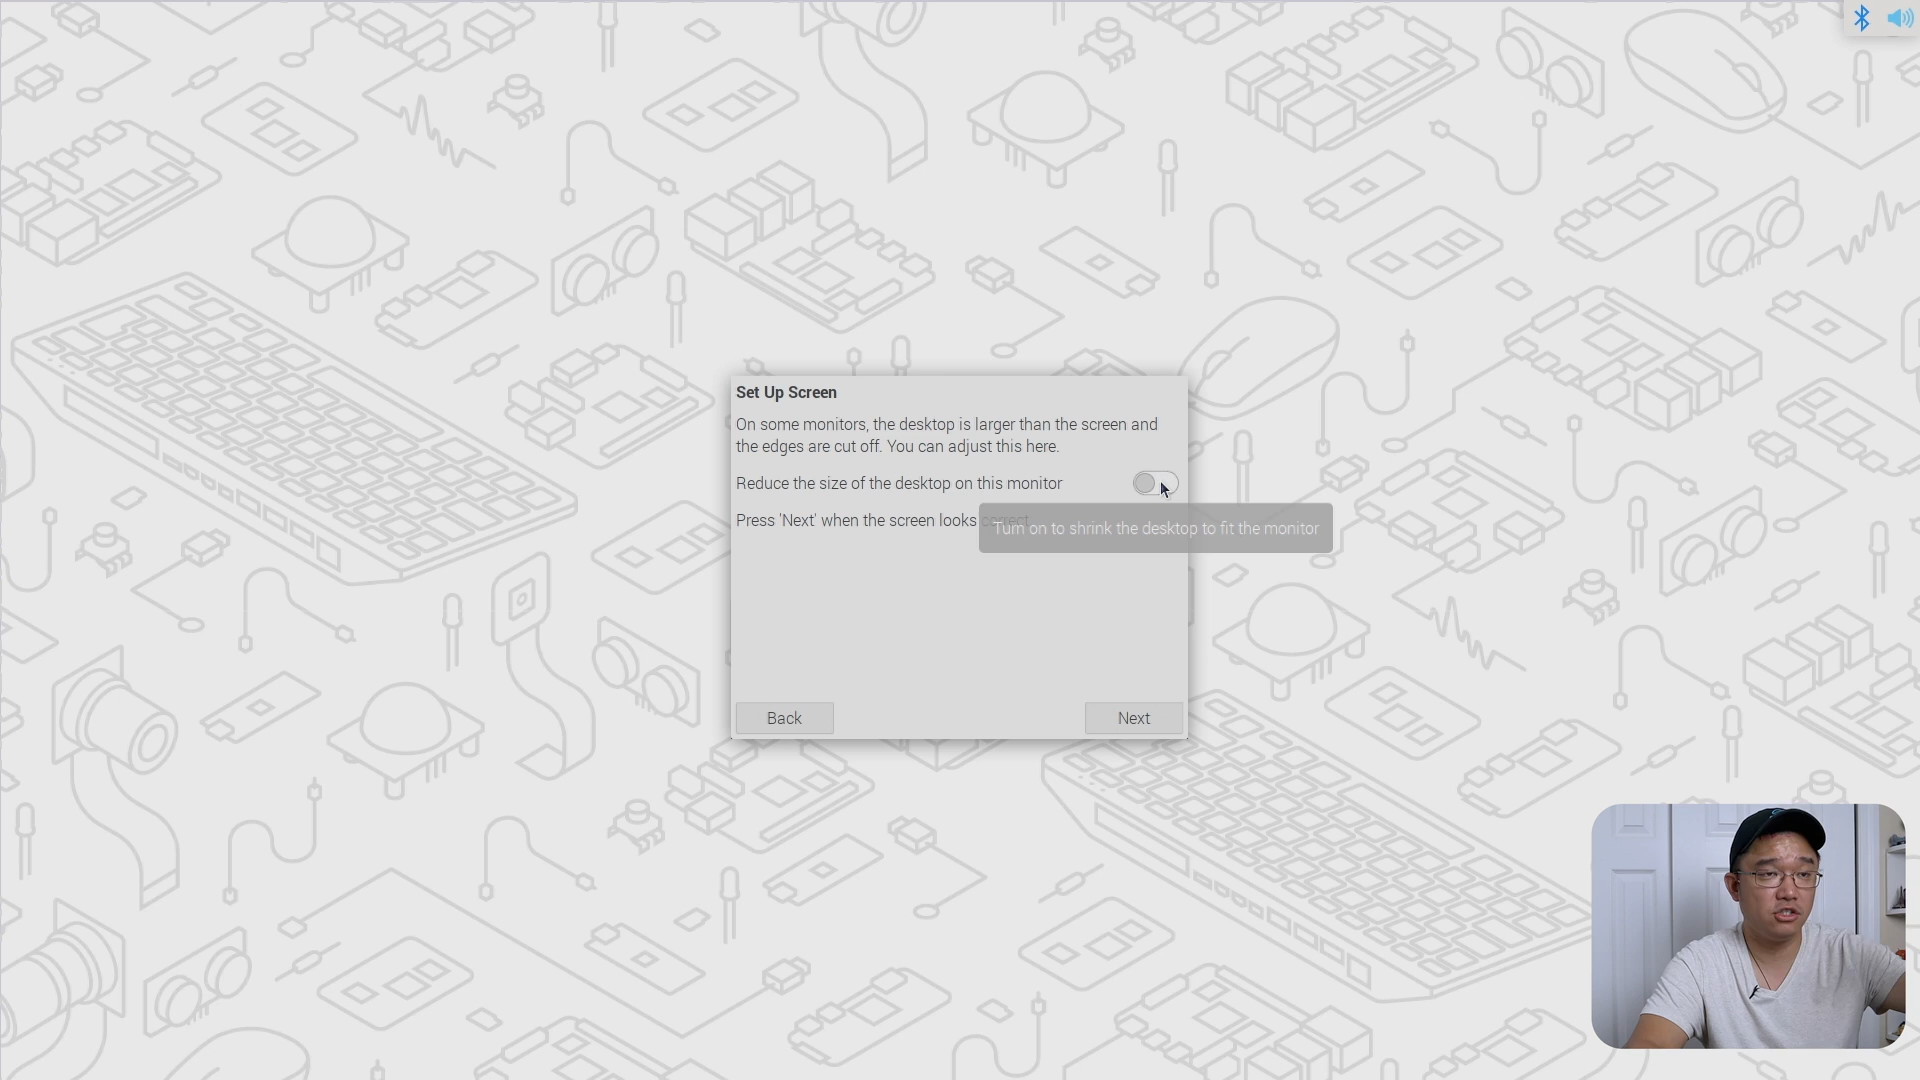 Set Up Screen
On some monitors, the desktop is larger than the screen and
the edges are cut off. You can adjust this here.
Reduce the size of the desktop on this monitor
Press 'Next' when the screen looks correct
Turn on to shrink the desktop to fit the monitor
Back
Next